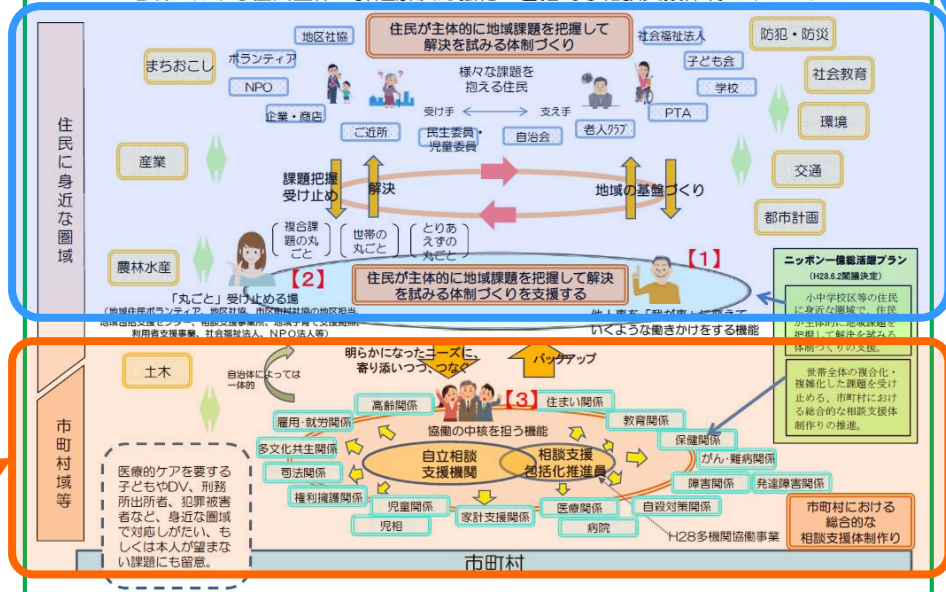 住民が主体的に地域課題を把握して
解決を試みる体制づくり
地区社協
社会福祉法人
防犯・防災
まちおこし
ボランティア
NPO
企業・商店
様々な課題を
抱える住民
受け手
支え手
子ども会
学校
社会教育
ご近所
民生委員・
児童委員
自治会
老人クラブ
PTA
環境
住民に身近な圏域
産業
課題把握
受け止め
解決
地域の基盤づくり
交通
都市計画
複合課
題の丸
ごと
世帯の
丸ごと
とりあ
えずの
丸ごと
農林水産
【2】
【1】
住民が主体的に地域課題を把握して解決
を試みる体制づくりを支援する
ニッポン一億総活躍プラン
(H28.6.2閣議決定)
小中学校区等の住民
に身近な圏域で、住民
が主体的に地域課題を
把握して解決を試みる
体制づくりの支援。
世帯全体の複合化・
複雑化した課題を受け
止める、市町村におけ
る総合的な相談支援体
制作りの推進。
「丸ごと」受け止める場
利用者支援事業、社会福祉法人、NPO法人等)
いくような働きかけをする機能
市町村域等
土木
自治体によっては
一体的
明らかになったニーズに、
寄り添いつつ、つなぐ
バックアップ
【3】
高齢関係
住まい関係
雇用・就労関係
協働の中核を担う機能
教育関係
多文化共生関係
保健関係
自立相談
支援機関
相談支援
包括化推進員
がん・難病関係
司法関係
障害関係
発達障害関係
権利擁護関係
児童関係
家計支援関係
医療関係
自殺対策関係
児相
病院
H28多機関協働事業
医療的ケアを要する
子どもやDV、刑務
所出所者、犯罪被害
者など、身近な圏域
で対応しがたい、も
しくは本人が望まな
い課題にも留意。
市町村における
総合的な
相談支援体制作り
市町村